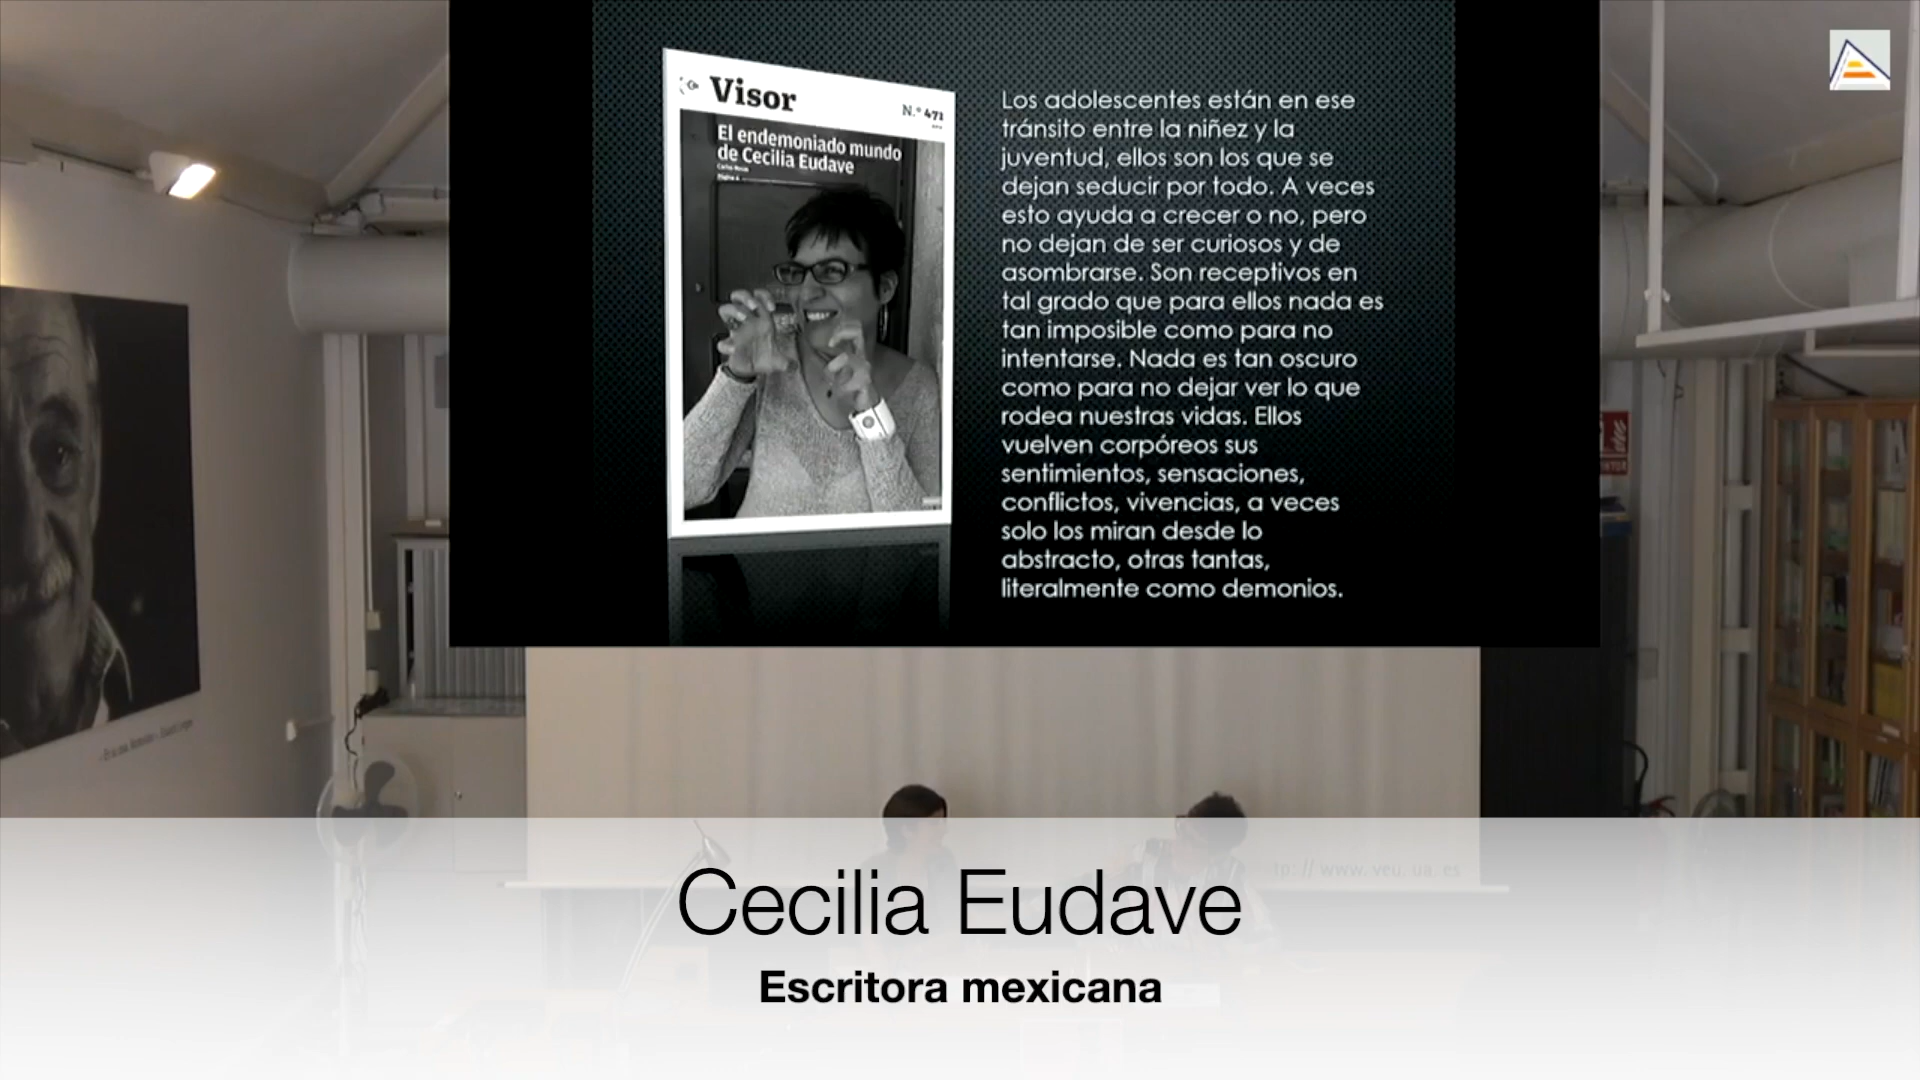 Visor
N.º 471
El endemoniado mundo
de Cecilia Eudave
Los adolescentes están en ese
tránsito entre la niñez y la
juventud, ellos son los que se
dejan seducir por todo. A veces
esto ayuda a crecer o no, pero
no dejan de ser curiosos y de
asombrarse. Son receptivos en
tal grado que para ellos nada es
tan imposible como para no
intentarse. Nada es tan oscuro
como para no dejar ver lo que
rodea nuestras vidas. Ellos
vuelven corpóreos sus
sentimientos, sensaciones,
conflictos, vivencias, a veces
solo los miran desde lo
abstracto, otras tantas,
literalmente como demonios.
tp://www.veu.ua.es
Cecilia Eudave
Escritora mexicana